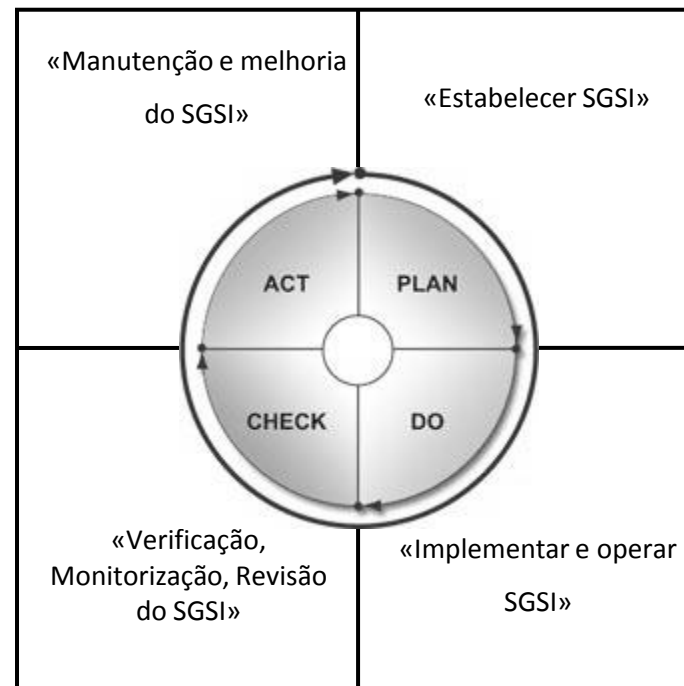 «Manutenção e melhoria
do SGSI»
«Estabelecer SGSI»
ACT
PLAN
CHECK
DO
«Verificação,
Monitorização, Revisão
do SGSI»
«Implementar e operar
SGSI»